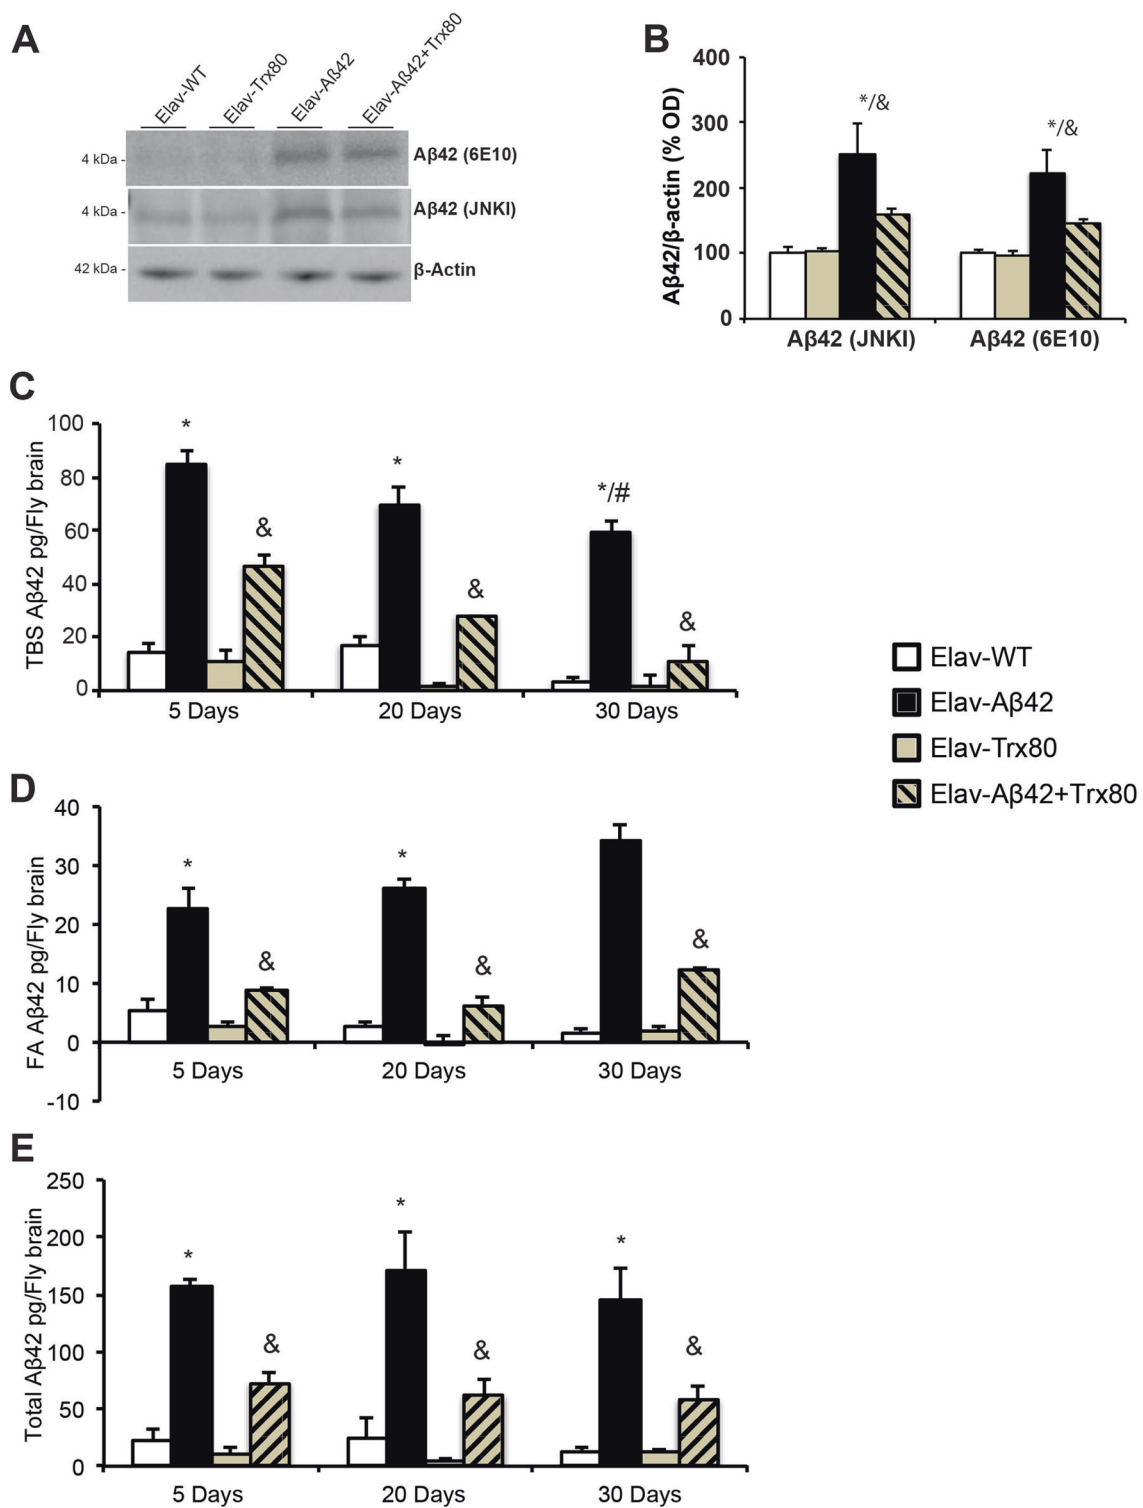 A
Elav-WT
Elav-Trx80
Elav-Aß42
Elav-Aß42+Trx80
4 kDa -
Aβ42 (6E10)
4 kDa -
Aβ42 (JNKI)
42 kDa -
β-Actin
B
Aβ42/β-actin (% OD)
400
300
200
100
0
*/&
*/&
Aβ42 (JNKI)
Aβ42 (6E10)
C
TBS Aβ42 pg/Fly brain
100
80
60
40
20
0
*
&
*
&
*/#
&
5 Days
20 Days
30 Days
Elav-WT
Elav-Aβ42
Elav-Trx80
Elav-Aβ42+Trx80
D
FA Aβ42 pg/Fly brain
40
30
20
10
0
-10
*
&
*
&
&
5 Days
20 Days
30 Days
E
Total Aβ42 pg/Fly brain
250
200
150
100
50
0
*
&
*
&
*
&
5 Days
20 Days
30 Days